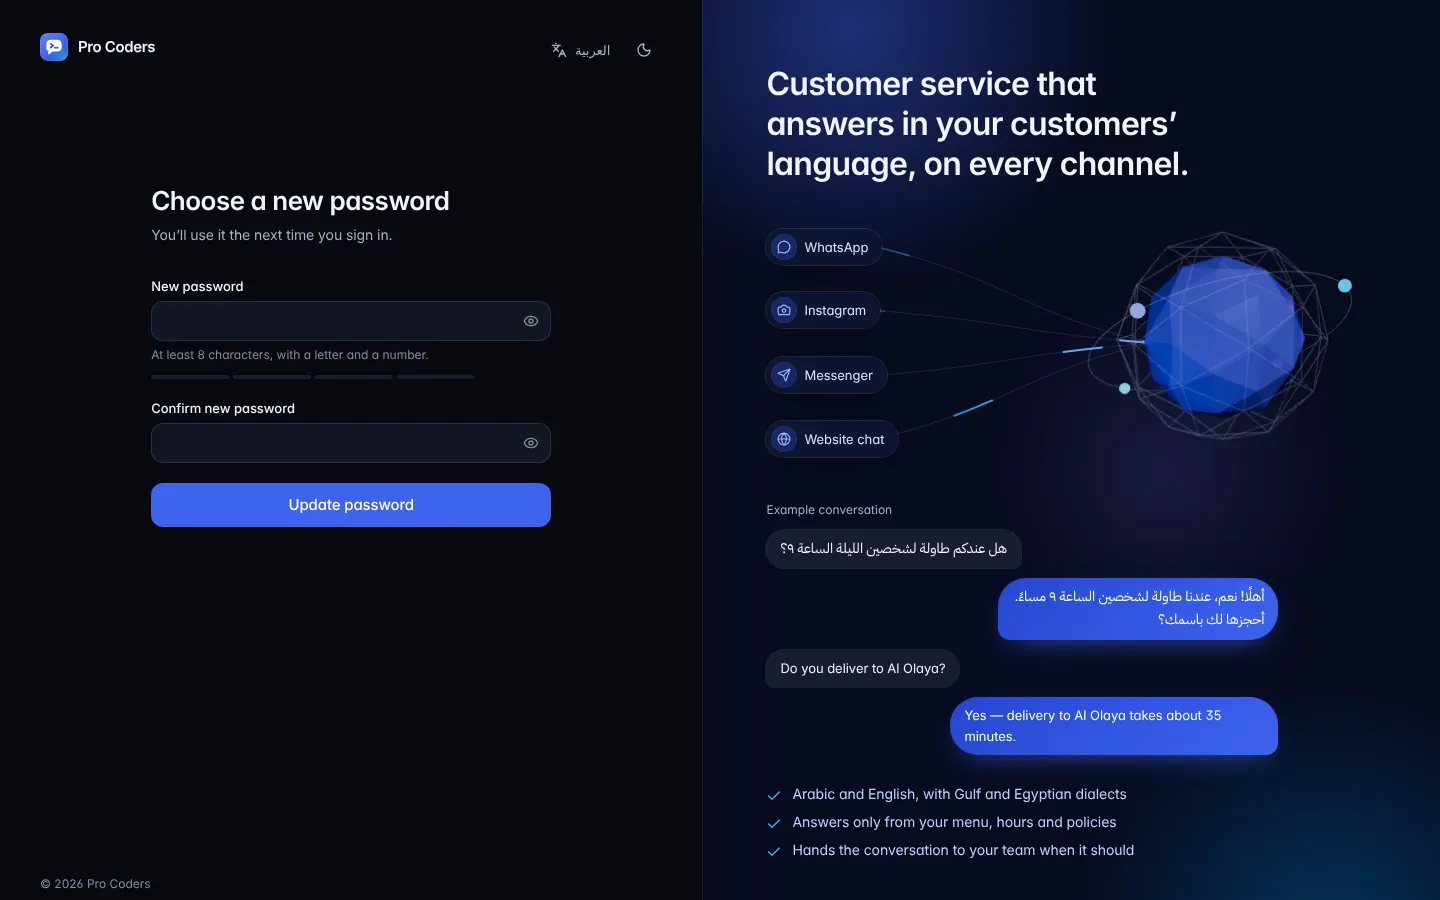 Pro Coders
العربية
Choose a new password
You’ll use it the next time you sign in.
New password
At least 8 characters, with a letter and a number.
Confirm new password
Update password
© 2026 Pro Coders
Customer service that
answers in your customers’
language, on every channel.
WhatsApp
Instagram
Messenger
Website chat
Example conversation
هل عندكم طاولة لشخصين الليلة الساعة ٩؟
أهلًا! نعم، عندنا طاولة لشخصين الساعة ٩ مساءً.
أحجزها لك باسمك؟
Do you deliver to Al Olaya?
Yes — delivery to Al Olaya takes about 35
minutes.
Arabic and English, with Gulf and Egyptian dialects
Answers only from your menu, hours and policies
Hands the conversation to your team when it should